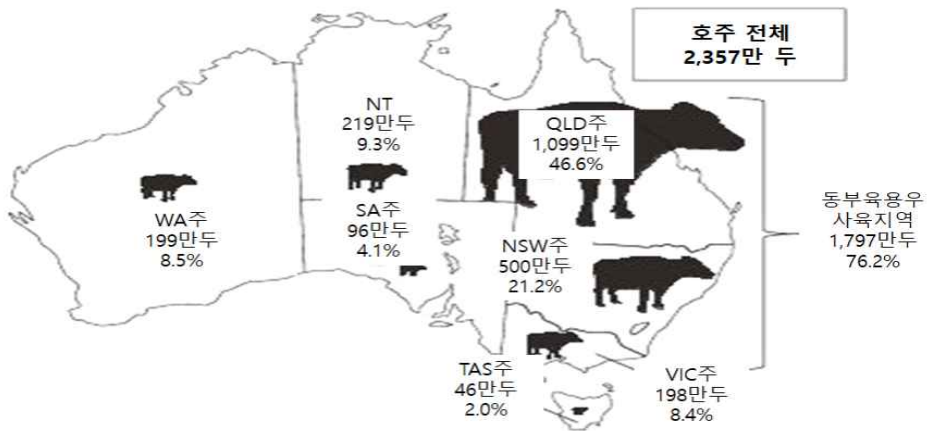 호주 전체
2,357만 두
NT
219만두
9.3%
QLD주
1,099만두
46.6%
WA주
199만두
8.5%
SA주
96만두
4.1%
NSW주
500만두
21.2%
동부육용우
사육지역
1,797만두
76.2%
TAS주
46만두
2.0%
VIC주
198만두
8.4%